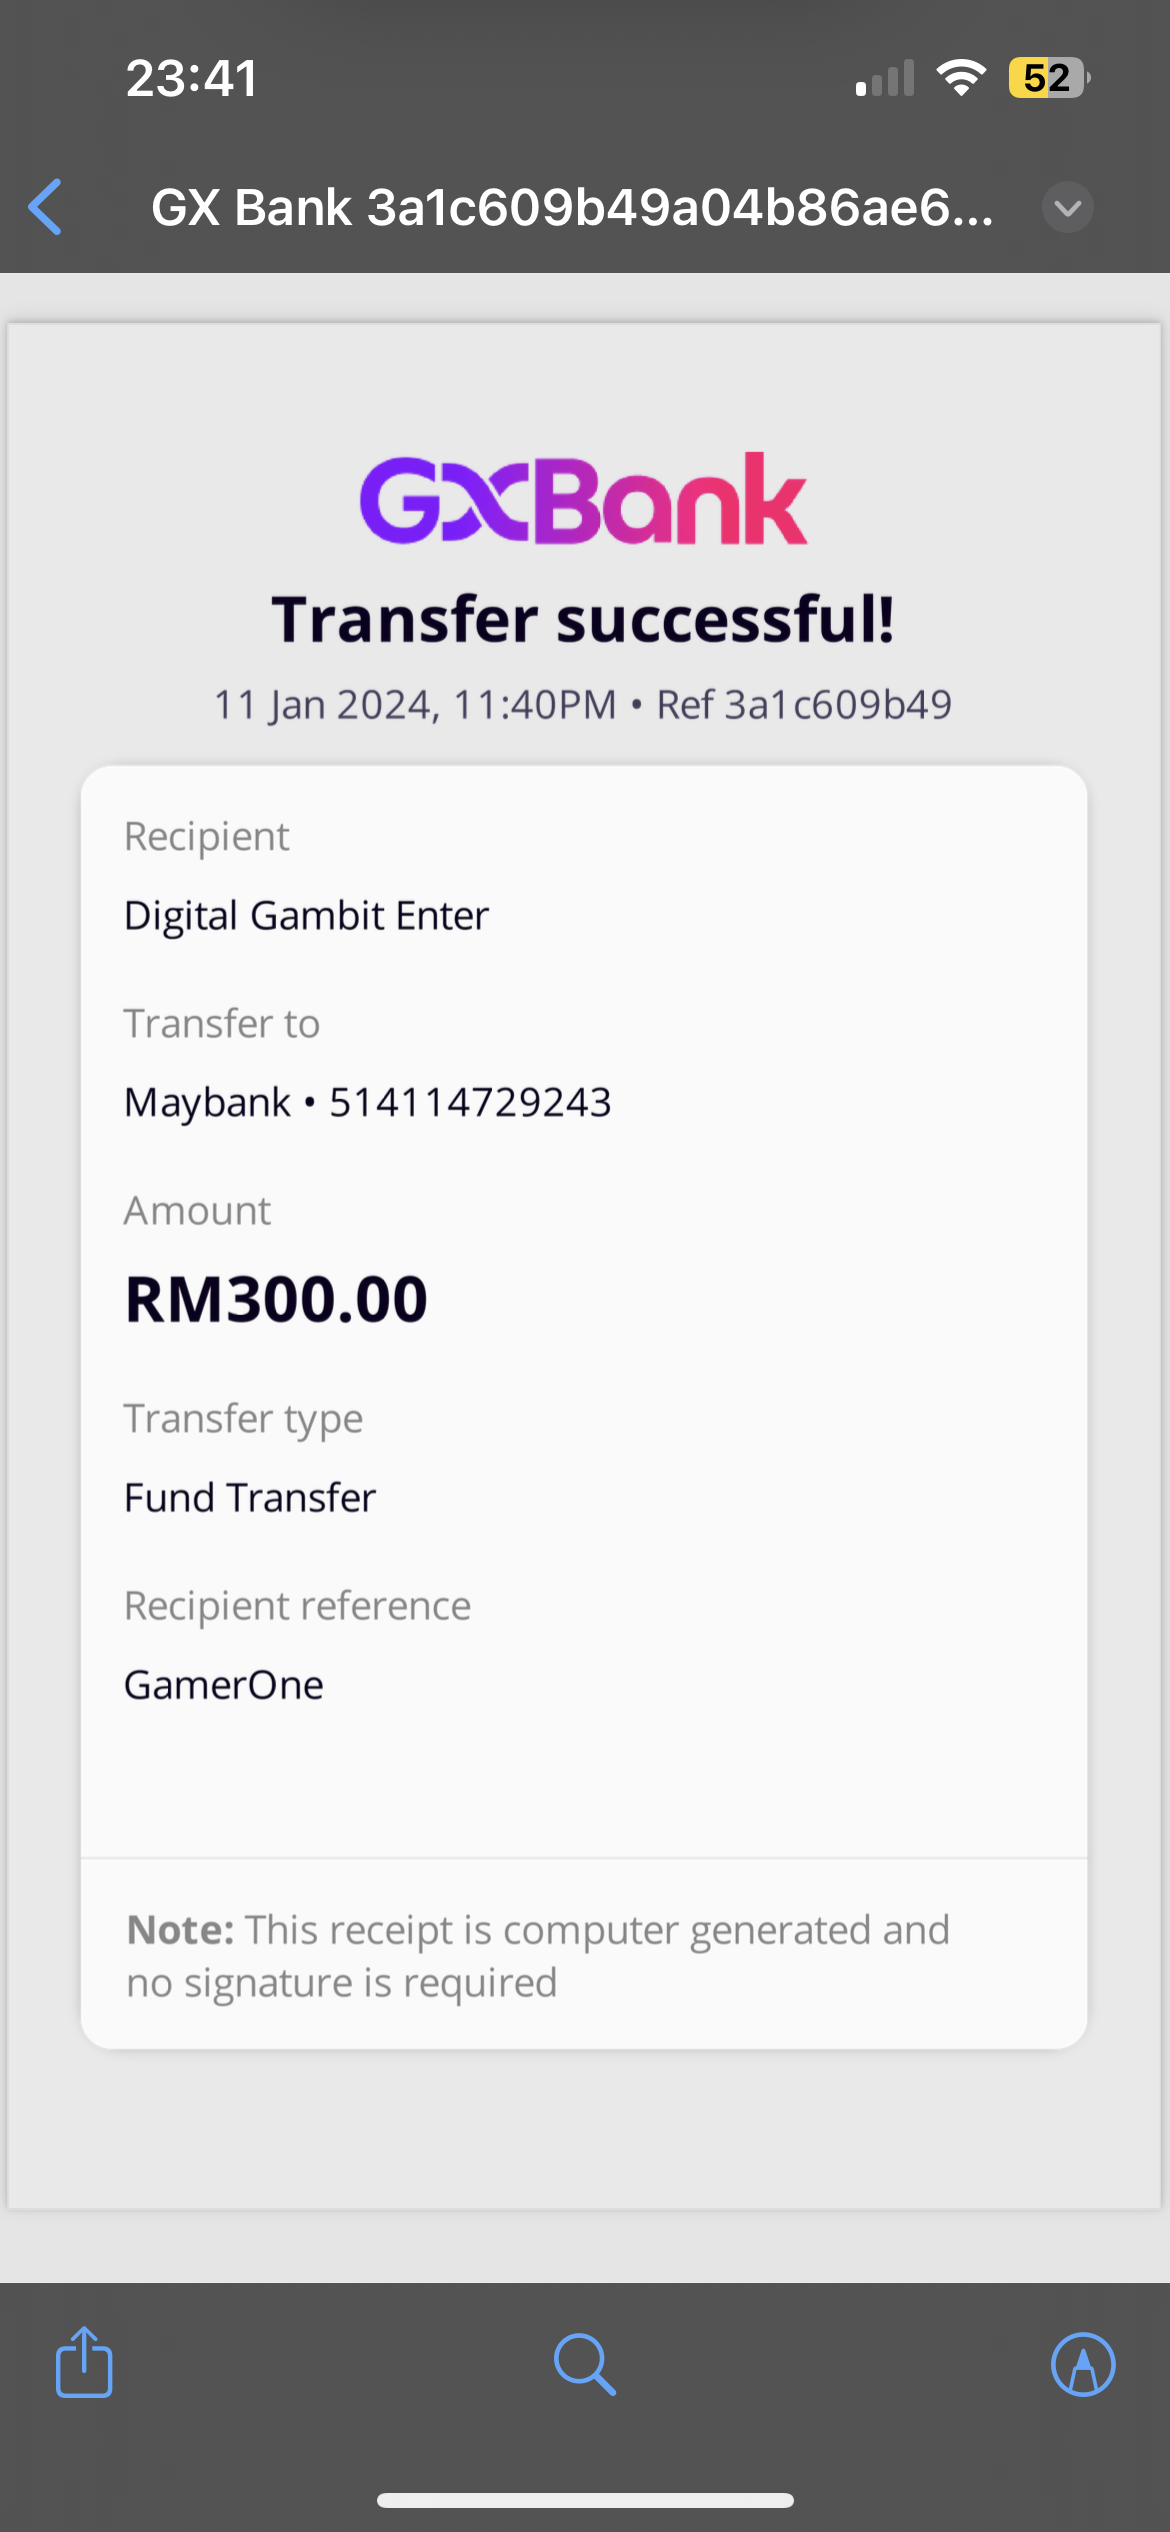 23:41
52
GX Bank 3a1c609b49a04b86ae6...
GXBank
Transfer successful!
11 Jan 2024, 11:40PM • Ref 3a1c609b49
Recipient
Digital Gambit Enter
Transfer to
Maybank • 514114729243
Amount
RM300.00
Transfer type
Fund Transfer
Recipient reference
GamerOne
Note: This receipt is computer generated and
no signature is required